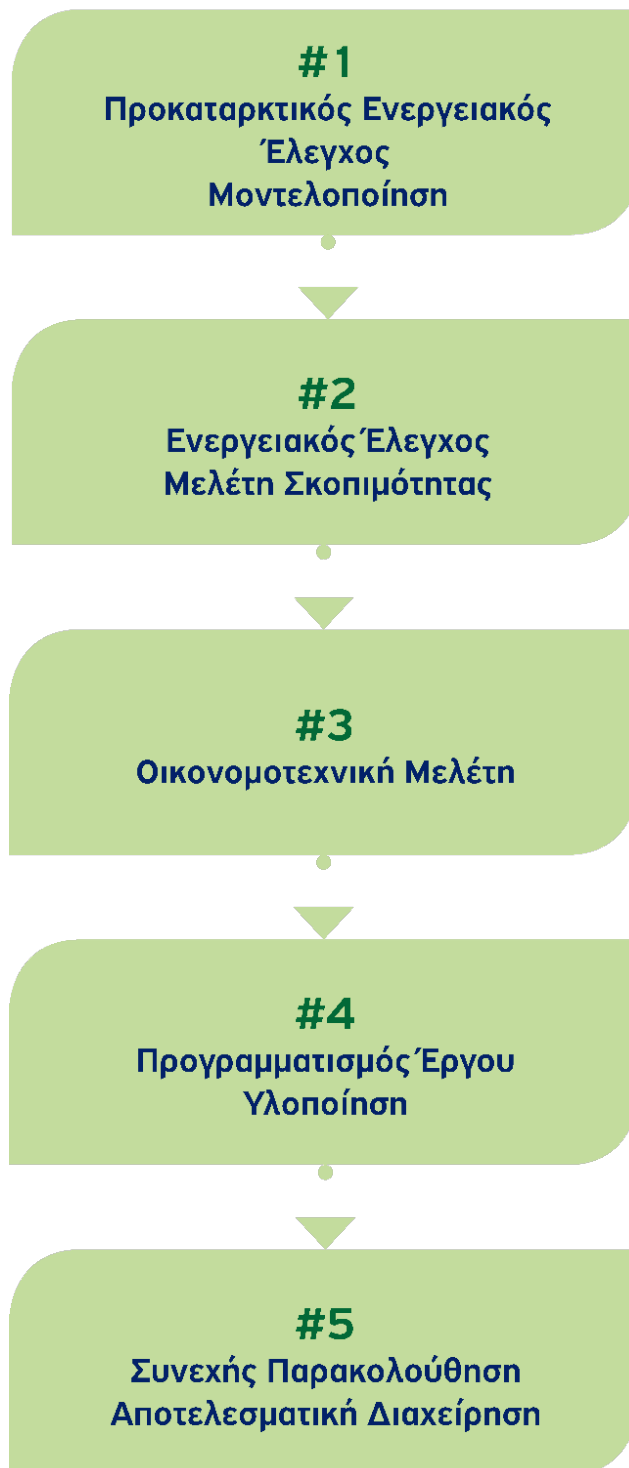 #1
Προκαταρκτικός Ενεργειακός
Έλεγχος
Μοντελοποίηση
#2
Ενεργειακός Έλεγχος
Μελέτη Σκοπιμότητας
#3
Οικονομοτεχνική Μελέτη
#4
Προγραμματισμός Έργου
Υλοποίηση
#5
Συνεχής Παρακολούθηση
Αποτελεσματική Διαχείρηση